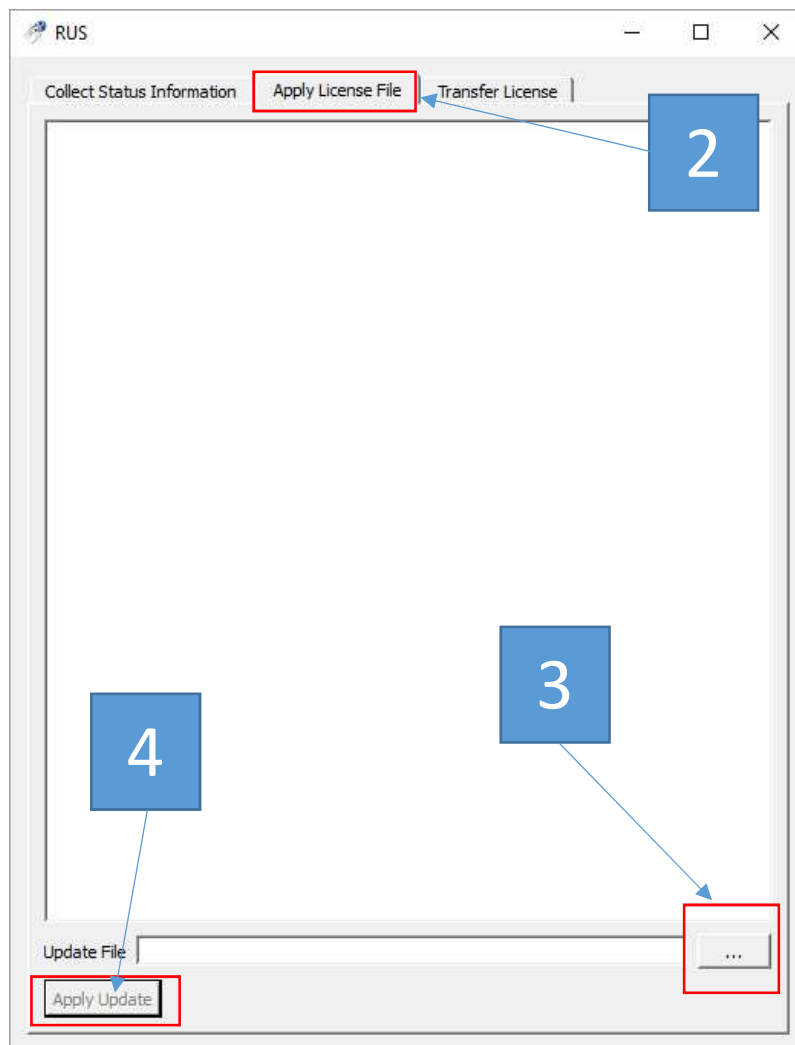 RUS
Collect Status Information Apply License File Transfer License
2
3
4
Update File ...
Apply Update